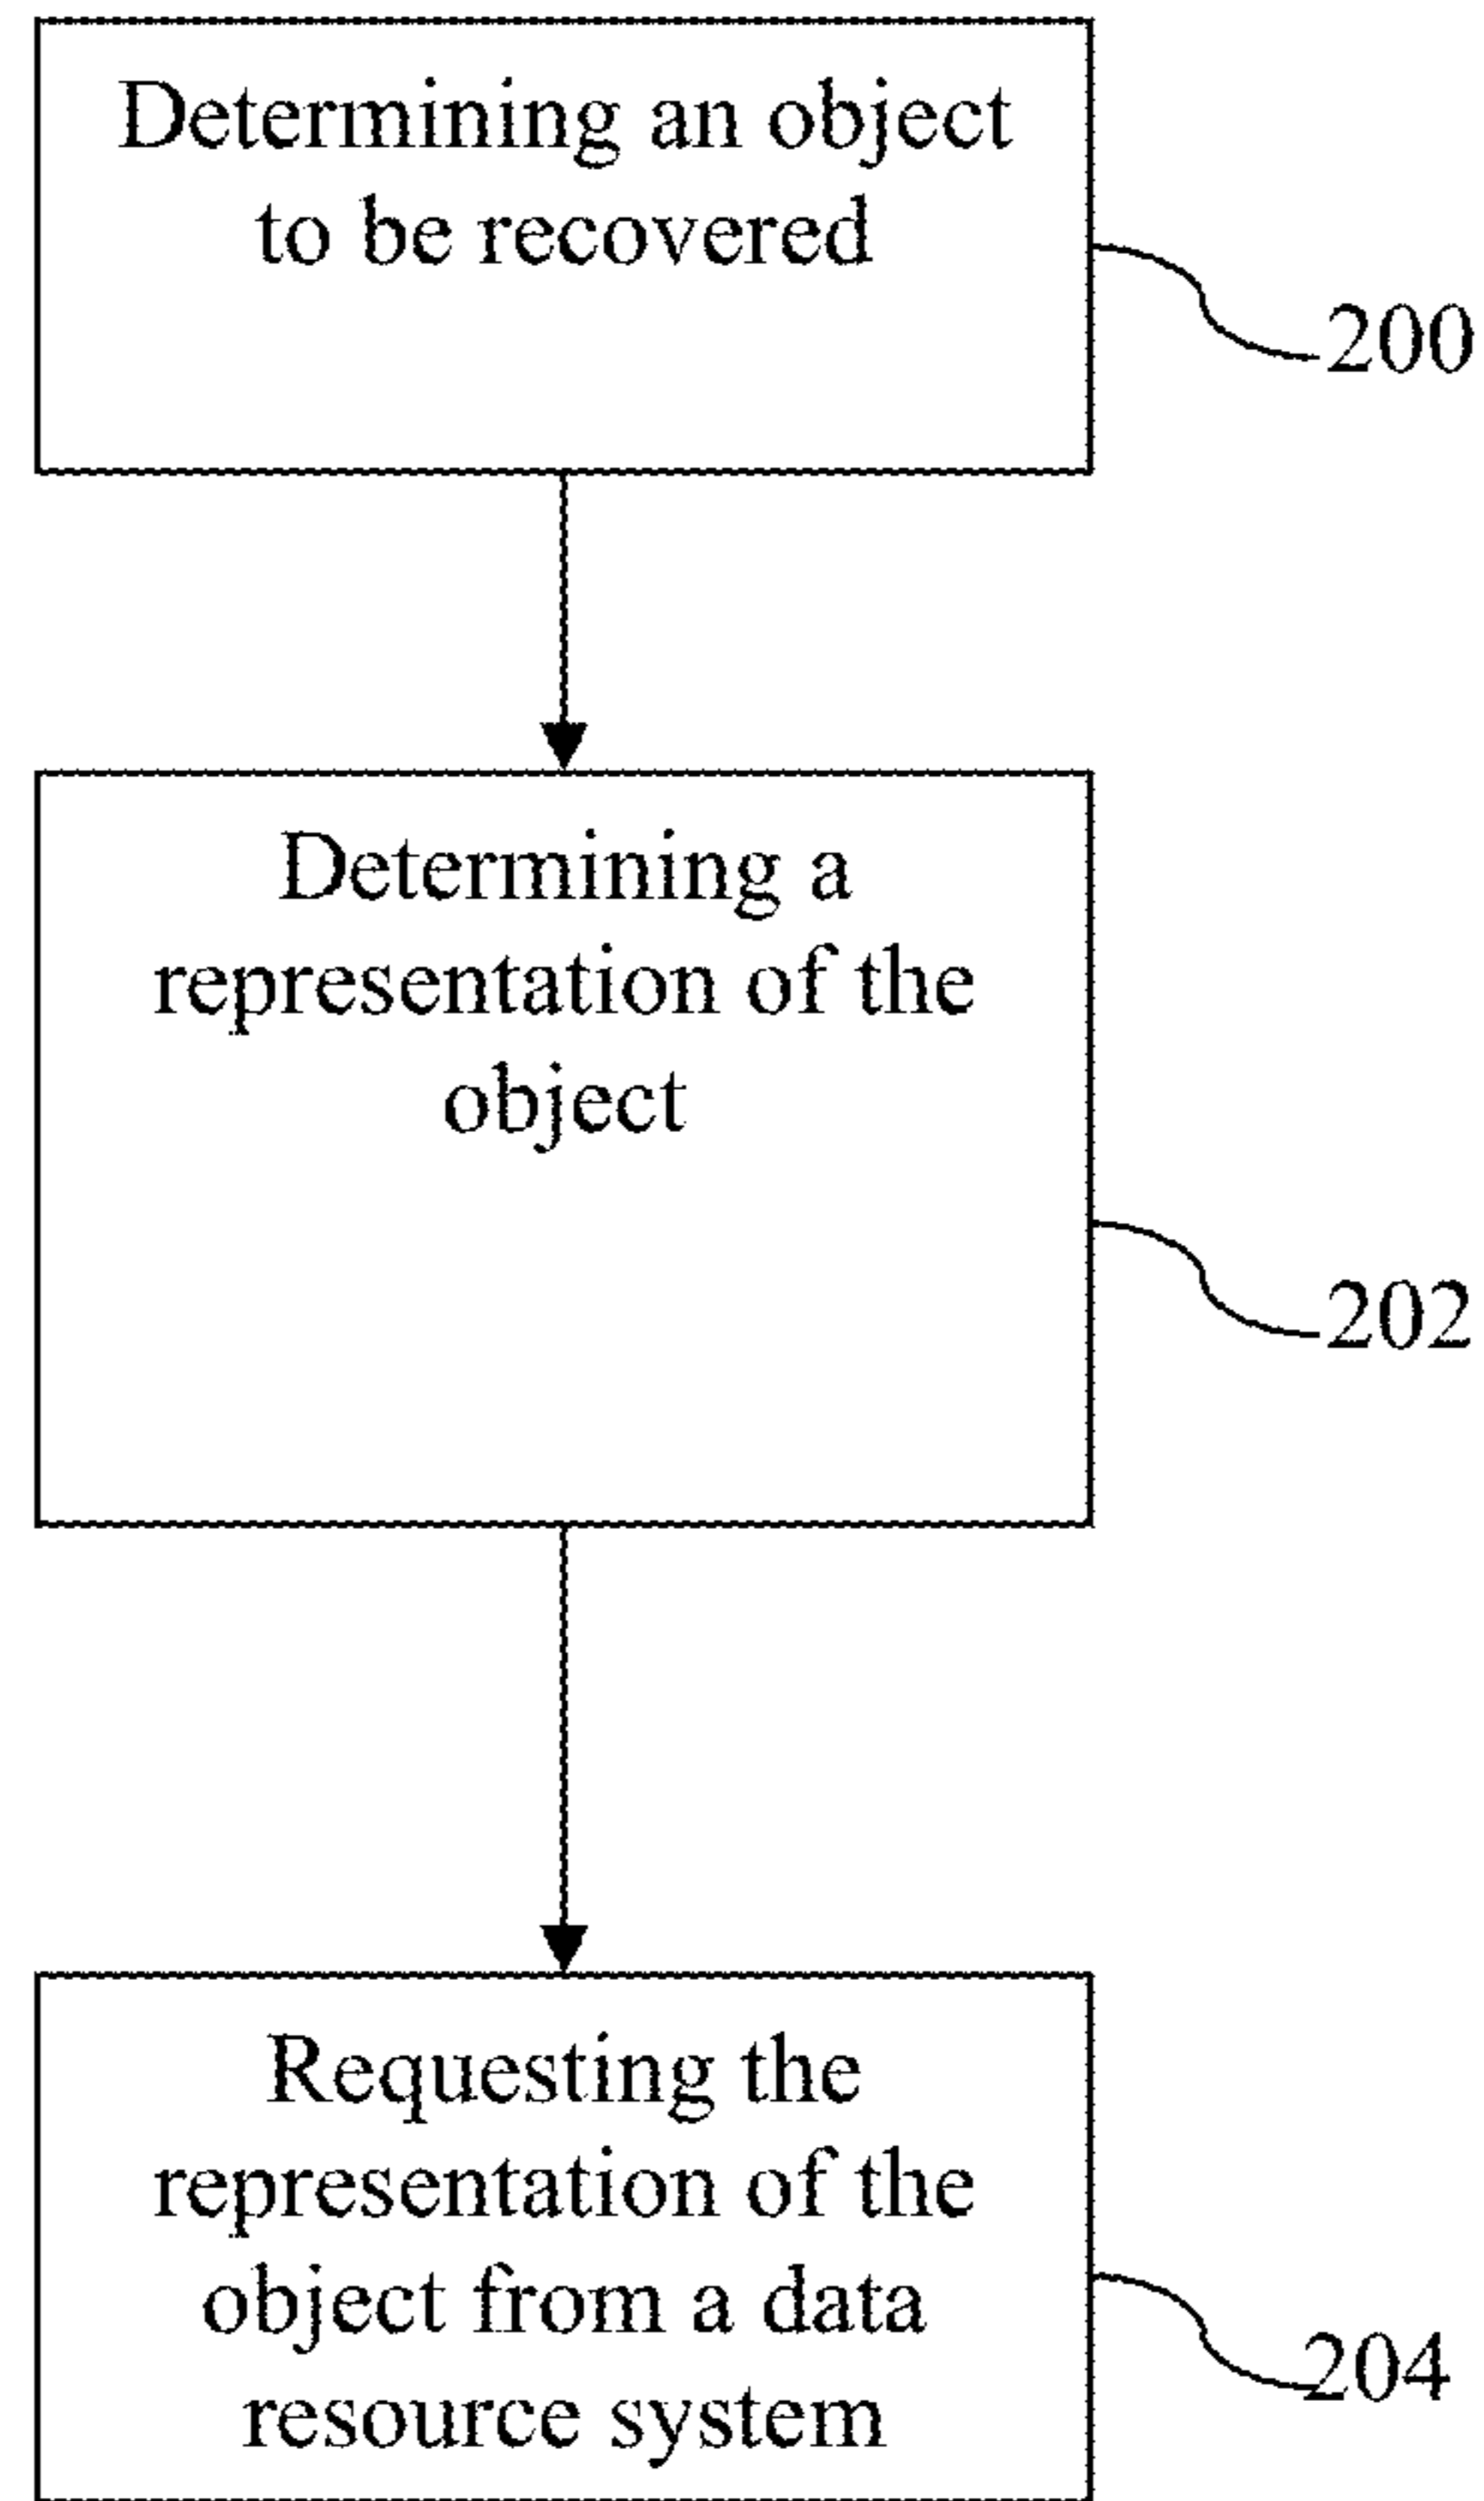 Determining an object
to be recovered
200
Determining a
representation of the
object
202
Requesting the
representation of the
object from a data
resource system
204